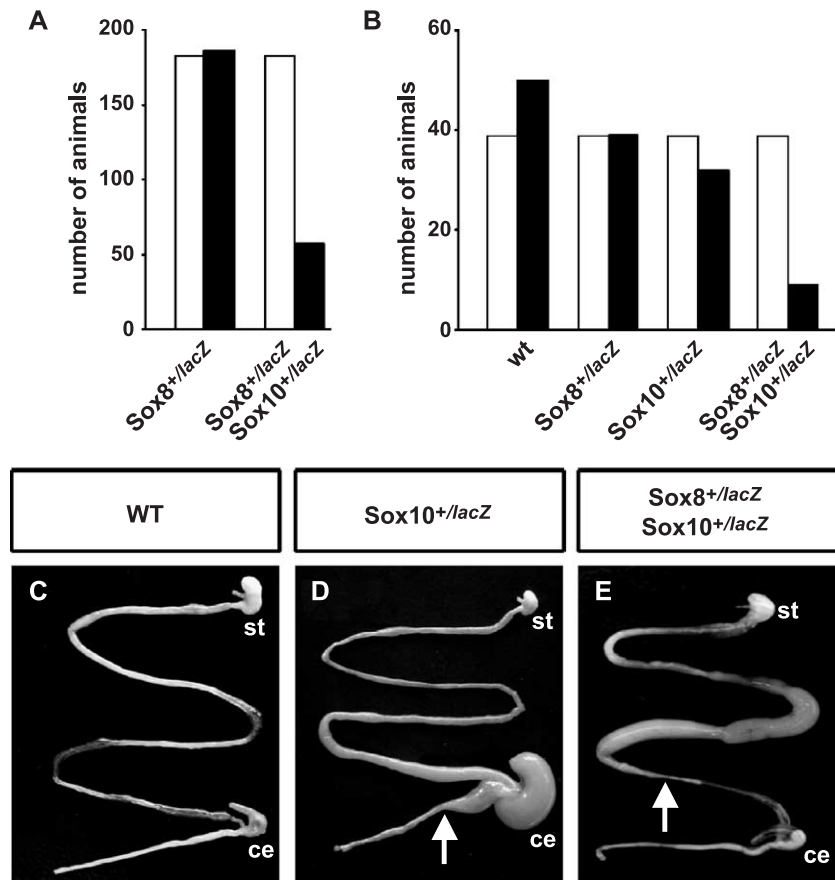 A
B
number of animals
200
150
100
50
0
Sox8+/lacZ
Sox8+/lacZ
Sox10+/lacZ
number of animals
60
40
20
0
wt
Sox8+/lacZ
Sox10+/lacZ
Sox8+/lacZ
Sox10+/lacZ
WT
Sox10+/lacZ
Sox8+/lacZ
Sox10+/lacZ
C
st
ce
D
st
ce
E
st
ce